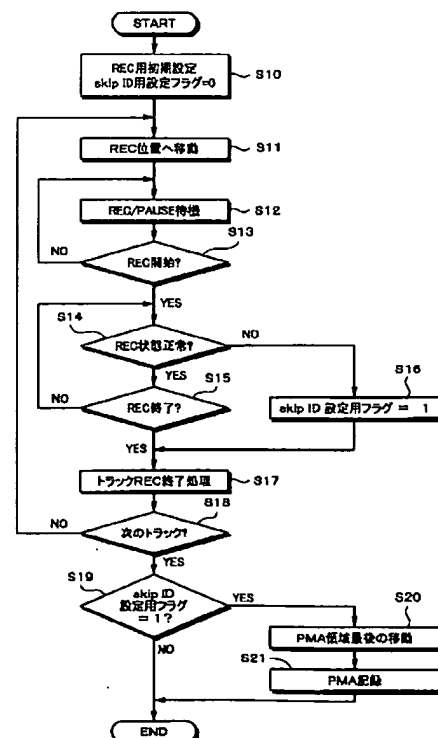 START
REC用初期設定
skip ID用設定フラグ=0
S10
REC位置へ移動
S11
REC/PAUSE待機
S12
NO
S13
REC開始?
YES
S14
REC状態正常?
NO
YES
S15
S16
NO
REC終了?
skip ID 設定用フラグ = 1
YES
トラックREC終了処理
S17
S18
NO
次のトラック?
YES
S19
skip ID
設定用フラグ
= 1?
YES
S20
PMA領域最後の移動
NO
S21
PMA記録
END